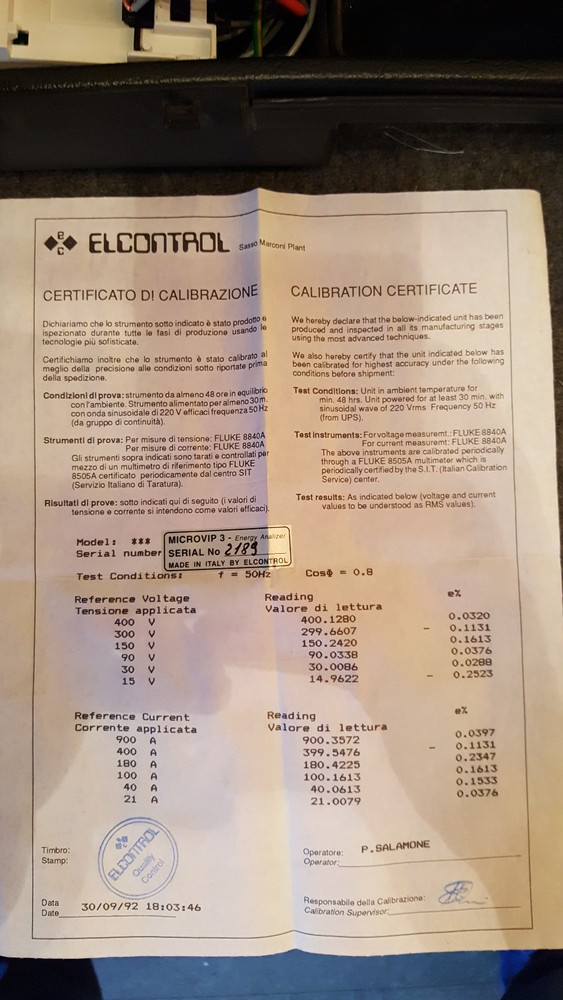 ELCONTROL Sasso Marconi Plant
CERTIFICATO DI CALIBRAZIONE
Dichiariamo che lo strumento sotto indicato è stato prodotto e
ispezionato durante tutte le fasi di produzione usando le
tecnologie più sofisticate.
Certifichiamo inoltre che lo strumento è stato calibrato al
meglio della precisione alle condizioni sotto riportate prima
della spedizione.
Condizioni di prova: strumento da almeno 48 ore in equilibrio
con l'ambiente. Strumento alimentato per almeno 30 m.
con onda sinusoidale di 220 V efficaci frequenza 50 Hz
(da gruppo di continuità).
Strumenti di prova: Per misure di tensione: FLUKE 8840A
Per misure di corrente: FLUKE 8840A
Gli strumenti sopra indicati sono tarati e controllati per
mezzo di un multimetro di riferimento tipo FLUKE
8505A certificato periodicamente dal centro SIT
(Servizio Italiano di Taratura).
Risultati di prove: sotto indicati qui di seguito (i valori di
tensione e corrente si intendono come valori efficaci).
CALIBRATION CERTIFICATE
We hereby declare that the below-indicated unit has been
produced and inspected in all its manufacturing stages
using the most advanced techniques.
We also hereby certify that the unit indicated below has
been calibrated for highest accuracy under the following
conditions before shipment:
Test Conditions: Unit in ambient temperature for
min. 48 hrs. Unit powered for at least 30 min. with
sinusoidal wave of 220 Vrms Frequency 50 Hz
(from UPS).
Test instruments: For voltage measuremt.: FLUKE 8840A
For current measuremt: FLUKE 8840A
The above instruments are calibrated periodically
through a FLUKE 8505A multimeter which is
periodically certified by the S.I.T. (Italian Calibration
Service) center.
Test results: As indicated below (voltage and current
values to be understood as RMS values).
Model: ***
Serial number
MICROVIP 3 - Energy Analizer
SERIAL No 2189
MADE IN ITALY BY ELCONTROL
Test Conditions: f = 50Hz CosΦ = 0.8
Reference Voltage Reading e%
Tensione applicata Valore di lettura
400 V 400.1280 0.0320
300 V 299.6607 - 0.1131
150 V 150.2420 0.1613
90 V 90.0338 0.0376
30 V 30.0086 0.0288
15 V 14.9622 - 0.2523
Reference Current Reading e%
Corrente applicata Valore di lettura
900 A 900.3572 0.0397
400 A 399.5476 - 0.1131
180 A 180.4225 0.2347
100 A 100.1613 0.1613
40 A 40.0613 0.1533
21 A 21.0079 0.0376
Timbro:
Stamp:
ELCONTROL
Quality
Control
Operatore: P.SALAMONE
Operator:
Data
Date 30/09/92 18:03:46
Responsabile della Calibrazione:
Calibration Supervisor: